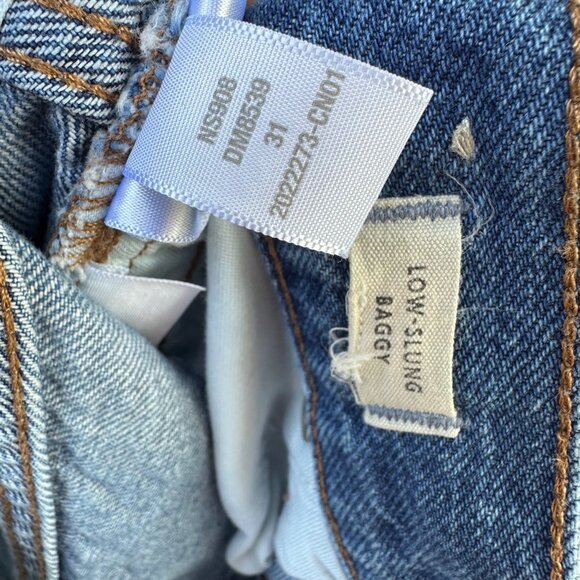 NS908
DM8539
31
2022273-CN01
LOW-SLUNG
BAGGY